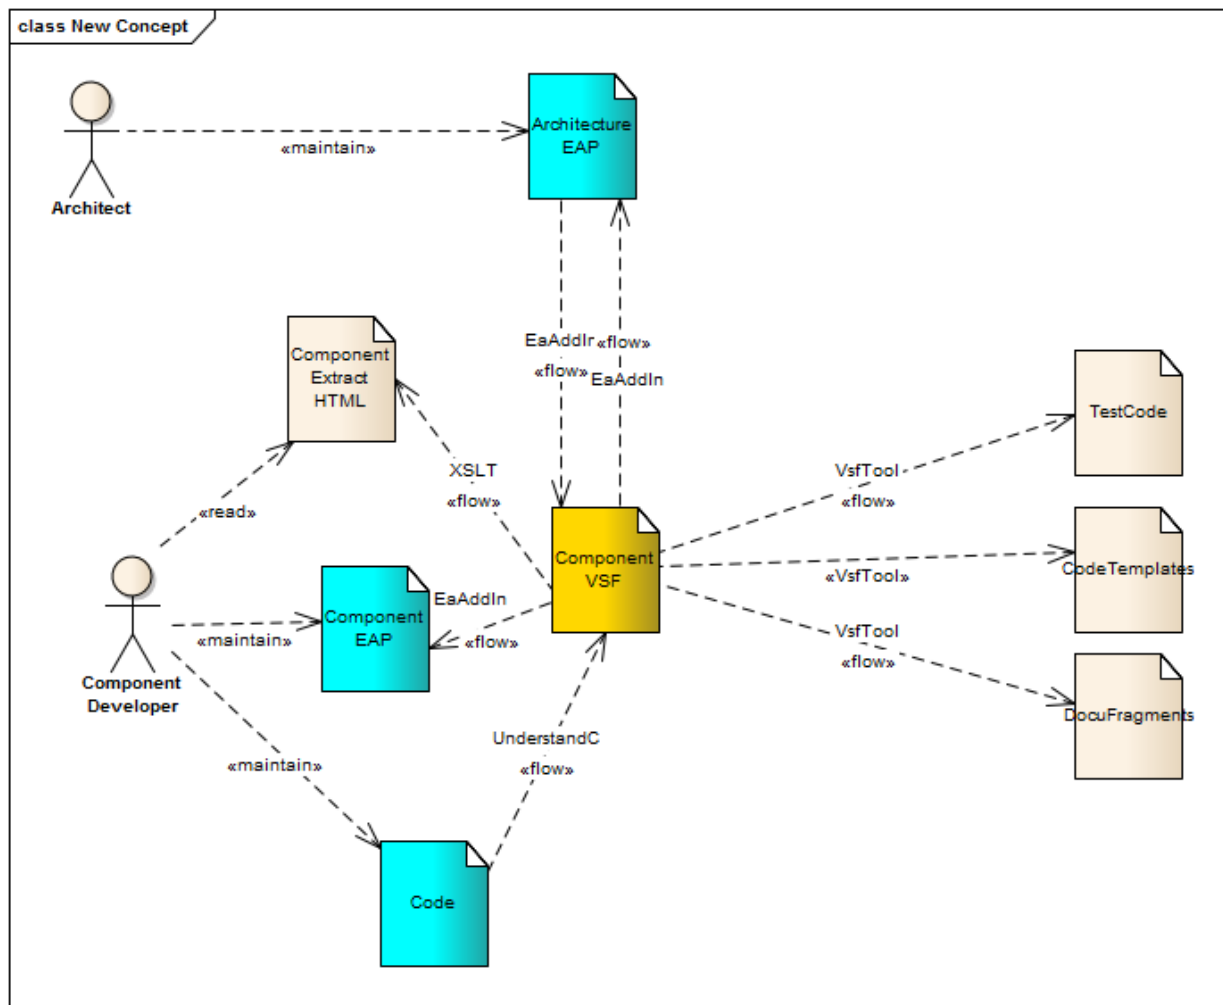 class New Concept
Architecture
EAP
«maintain»
Architect
EaAddIn
«flow»
«flow»
EaAddIn
Component
Extract
HTML
TestCode
XSLT
«flow»
VsfTool
«flow»
«read»
Component
VSF
CodeTemplates
«VsfTool»
EaAddIn
«flow»
Component
EAP
«maintain»
VsfTool
«flow»
Component
Developer
DocuFragments
UnderstandC
«flow»
«maintain»
Code